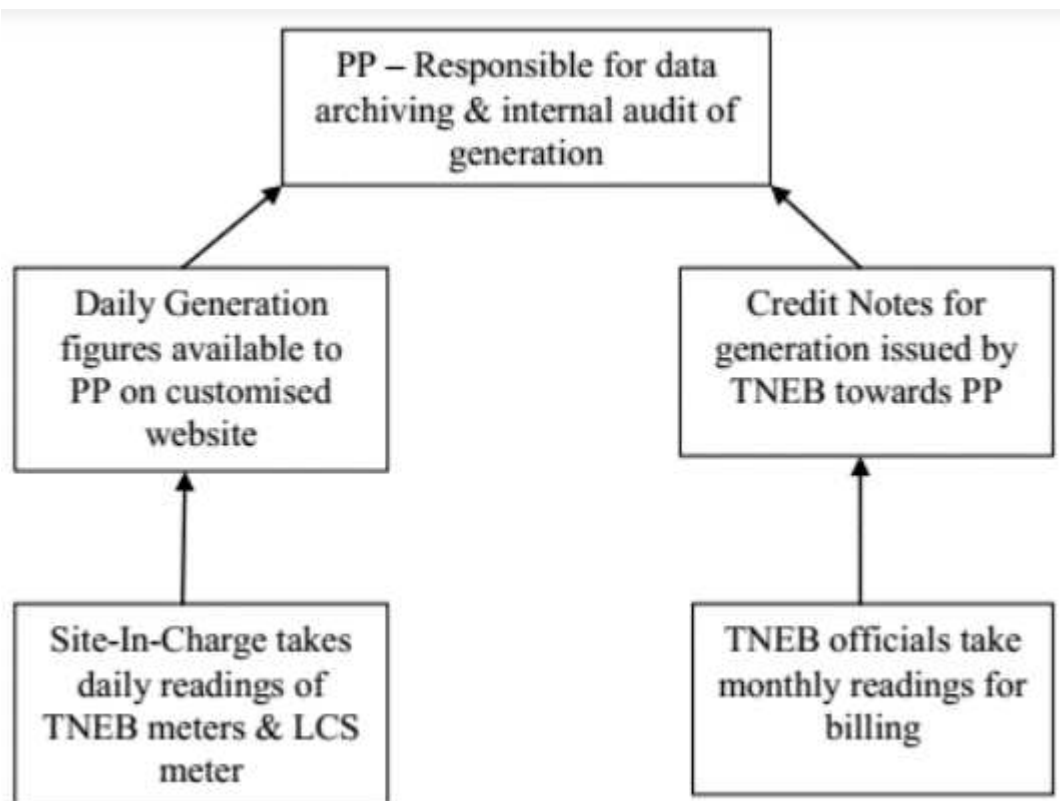 PP – Responsible for data
archiving & internal audit of
generation
Daily Generation
figures available to
PP on customised
website
Credit Notes for
generation issued by
TNEB towards PP
Site-In-Charge takes
daily readings of
TNEB meters & LCS
meter
TNEB officials take
monthly readings for
billing